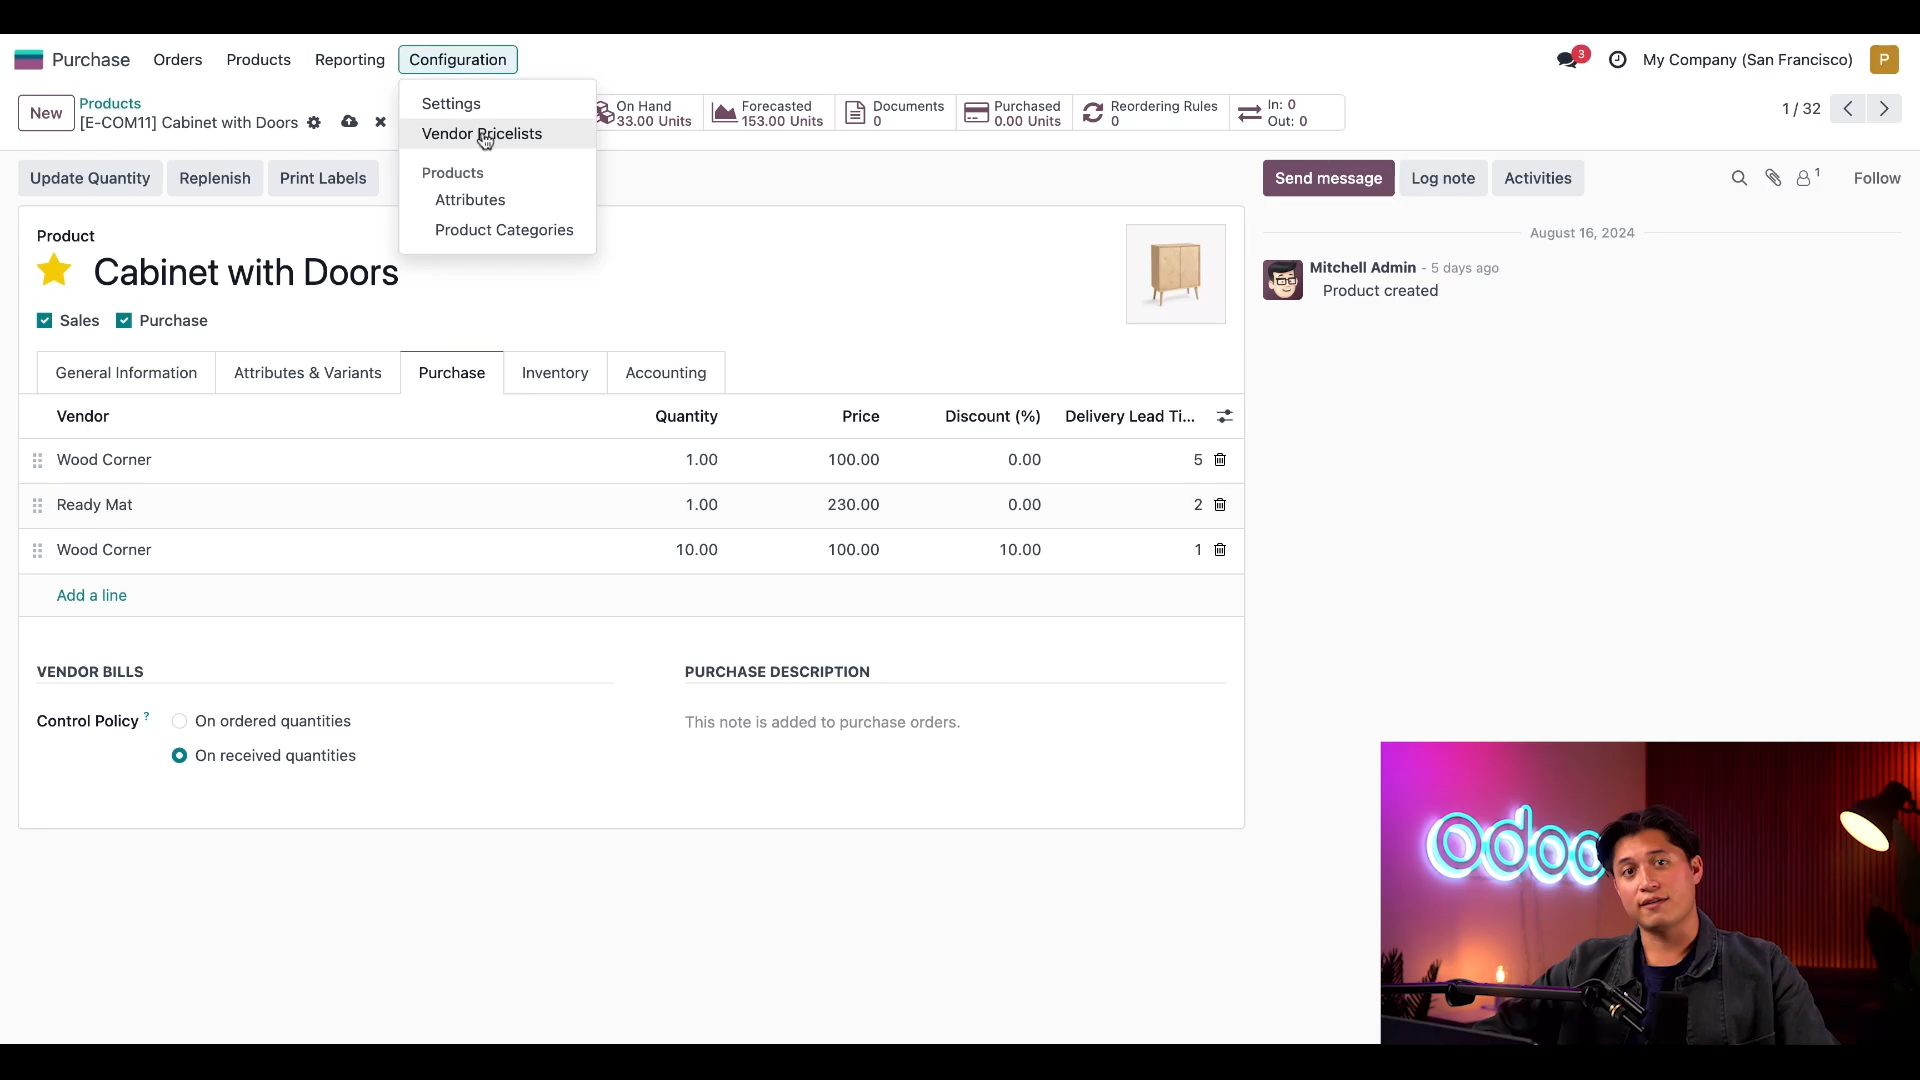 Purchase Orders Products Reporting Configuration 3 My Company (San Francisco) P
New Products
[E-COM11] Cabinet with Doors
Settings
Vendor Pricelists
Products
Attributes
Product Categories
On Hand
33.00 Units
Forecasted
153.00 Units
Documents
0
Purchased
0.00 Units
Reordering Rules
0
In: 0
Out: 0
1 / 32
Update Quantity Replenish Print Labels
Send message Log note Activities 1 Follow
Product
Cabinet with Doors
Sales Purchase
General Information Attributes & Variants Purchase Inventory Accounting
Vendor Quantity Price Discount (%) Delivery Lead Ti...
Wood Corner 1.00 100.00 0.00 5
Ready Mat 1.00 230.00 0.00 2
Wood Corner 10.00 100.00 10.00 1
Add a line
VENDOR BILLS
Control Policy ? On ordered quantities
On received quantities
PURCHASE DESCRIPTION
This note is added to purchase orders.
August 16, 2024
Mitchell Admin - 5 days ago
Product created
odoo